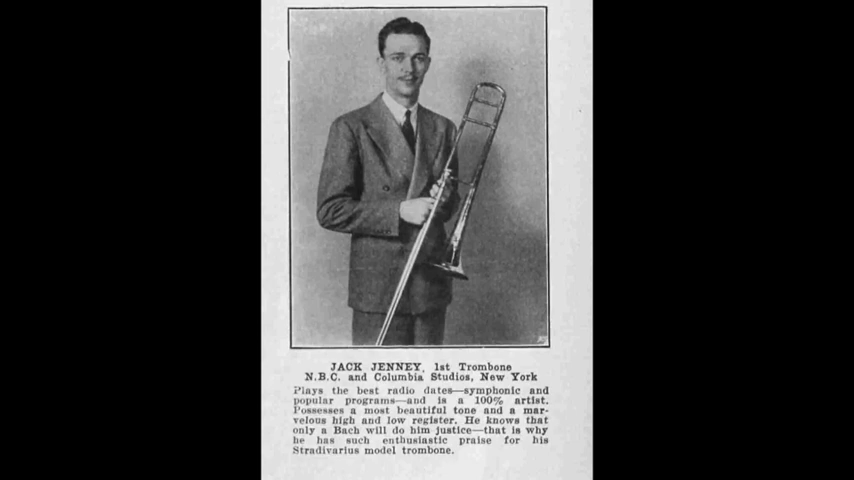 JACK JENNEY, 1st Trombone
N.B.C. and Columbia Studios, New York
Plays the best radio dates—symphonic and
popular programs—and is a 100% artist.
Possesses a most beautiful tone and a mar-
velous high and low register. He knows that
only a Bach will do him justice—that is why
he has such enthusiastic praise for his
Stradivarius model trombone.